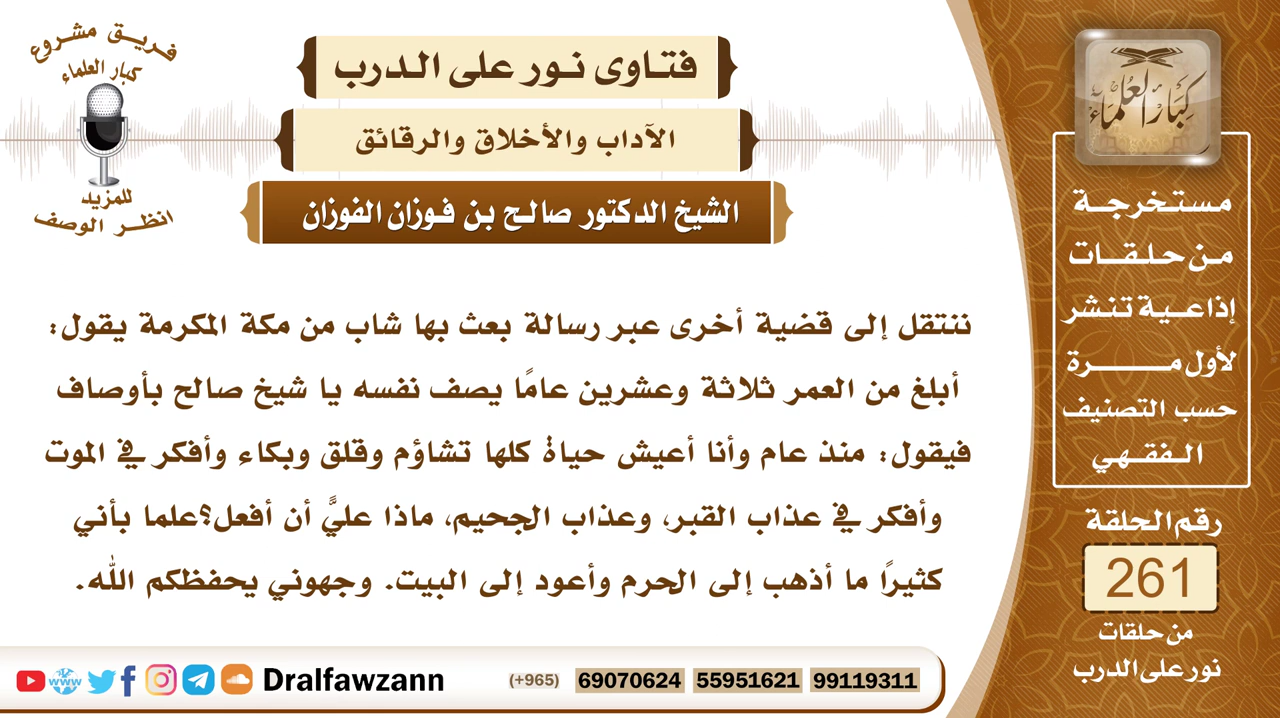 فريق مشروع
كبار العلماء
للمزيد
انظر الوصف
فتاوى نور على الدرب
الآداب والأخلاق والرقائق
الشيخ الدكتور صالح بن فوزان الفوزان
ننتقل إلى قضية أخرى عبر رسالة بعث بها شاب من مكة المكرمة يقول:
أبلغ من العمر ثلاثة وعشرين عامًا يصف نفسه يا شيخ صالح بأوصاف
فيقول: منذ عام وأنا أعيش حياةً كلها تشاؤم وقلق وبكاء وأفكر في الموت
وأفكر في عذاب القبر، وعذاب الجحيم، ماذا عليَّ أن أفعل؟علما بأني
كثيرًا ما أذهب إلى الحرم وأعود إلى البيت. وجهوني يحفظكم الله.
كبار العلماء
مستخرجة
من حلقات
إذاعية تنشر
لأول مرة
حسب التصنيف
الفقهي
رقم الحلقة
261
من حلقات
نور على الدرب
www
Dralfawzann (+965) 69070624 55951621 99119311